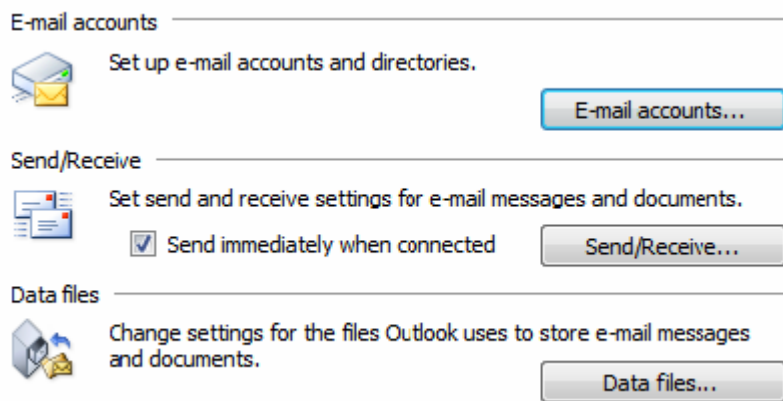 E-mail accounts
Set up e-mail accounts and directories.
E-mail accounts...
Send/Receive
Set send and receive settings for e-mail messages and documents.
Send immediately when connected
Send/Receive...
Data files
Change settings for the files Outlook uses to store e-mail messages
and documents.
Data files...